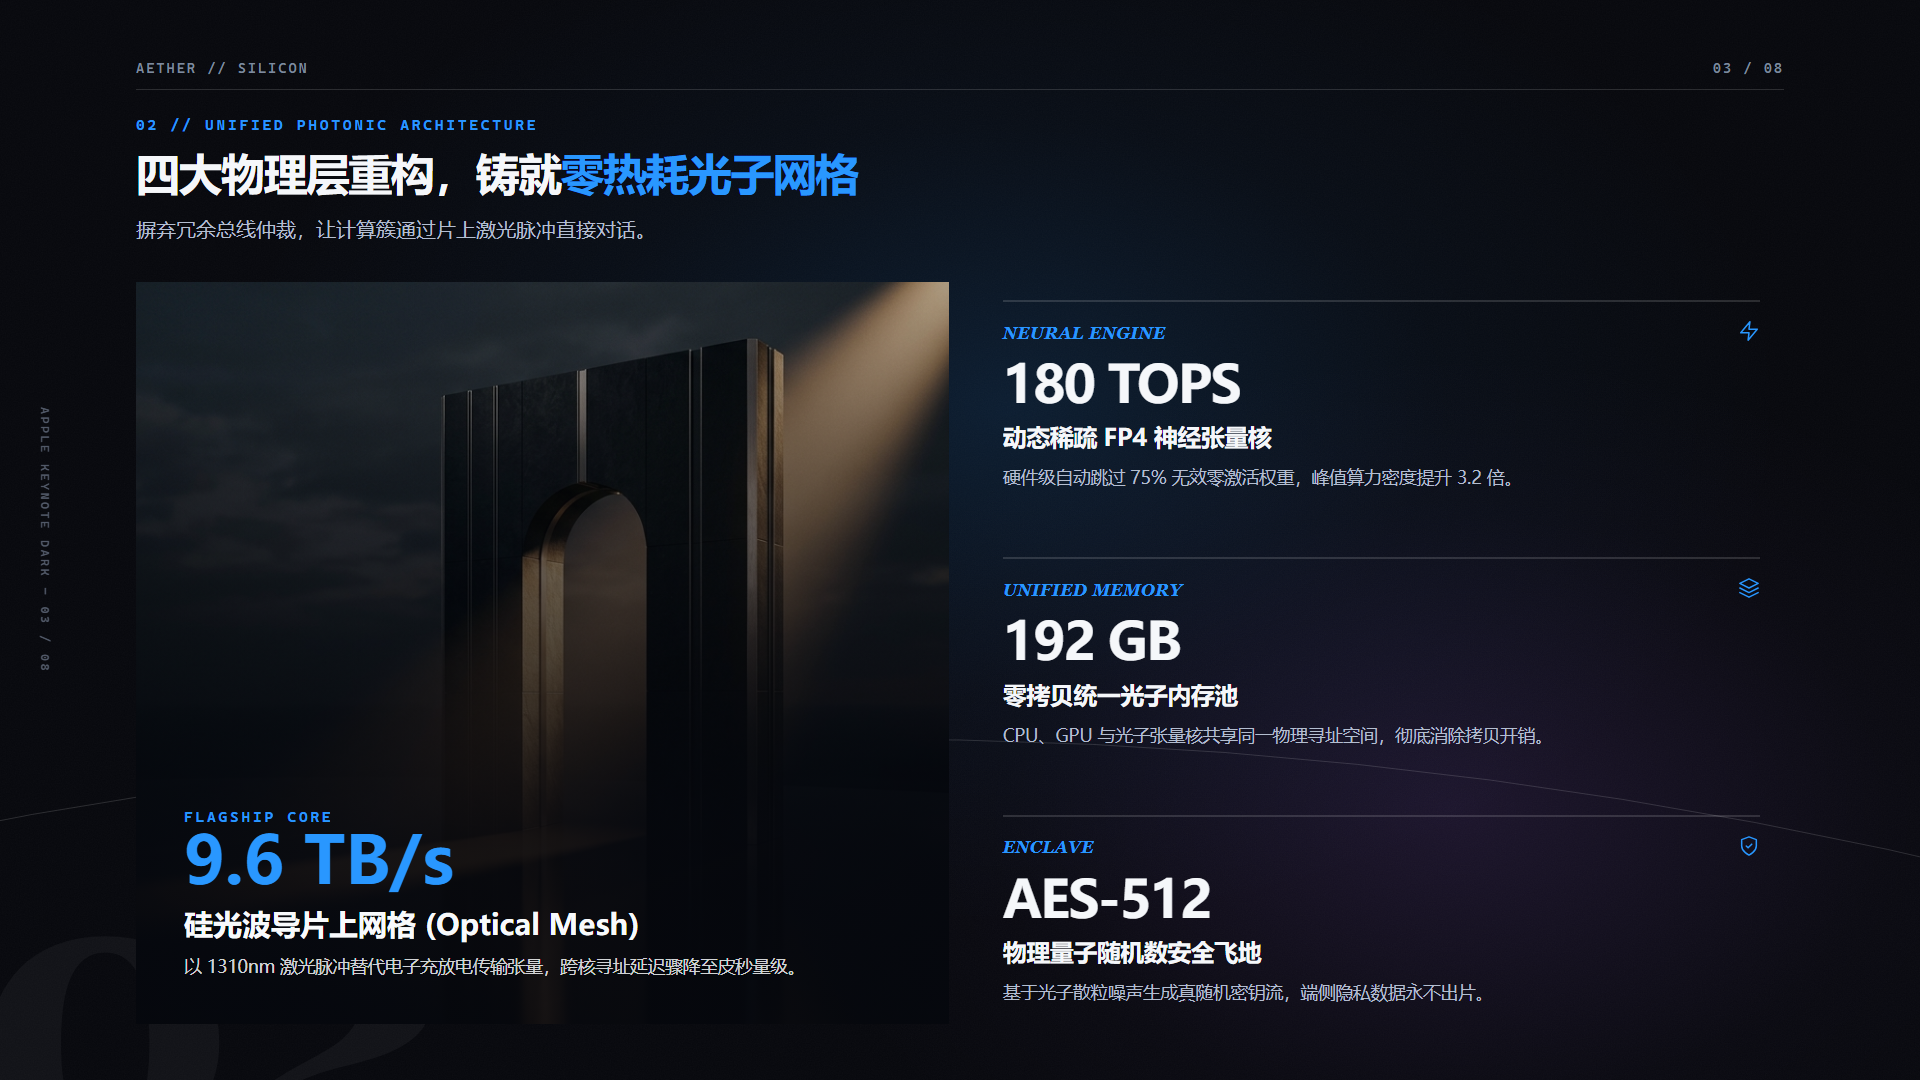 AETHER // SILICON
03 / 08
02 // UNIFIED PHOTONIC ARCHITECTURE
四大物理层重构，铸就零热耗光子网格
摒弃冗余总线仲裁，让计算簇通过片上激光脉冲直接对话。
APPLE KEYNOTE DARK — 03 / 08
FLAGSHIP CORE
9.6 TB/s
硅光波导片上网格 (Optical Mesh)
以 1310nm 激光脉冲替代电子充放电传输张量，跨核寻址延迟骤降至皮秒量级。
NEURAL ENGINE
180 TOPS
动态稀疏 FP4 神经张量核
硬件级自动跳过 75% 无效零激活权重，峰值算力密度提升 3.2 倍。
UNIFIED MEMORY
192 GB
零拷贝统一光子内存池
CPU、GPU 与光子张量核共享同一物理寻址空间，彻底消除拷贝开销。
ENCLAVE
AES-512
物理量子随机数安全飞地
基于光子散粒噪声生成真随机密钥流，端侧隐私数据永不出片。
02